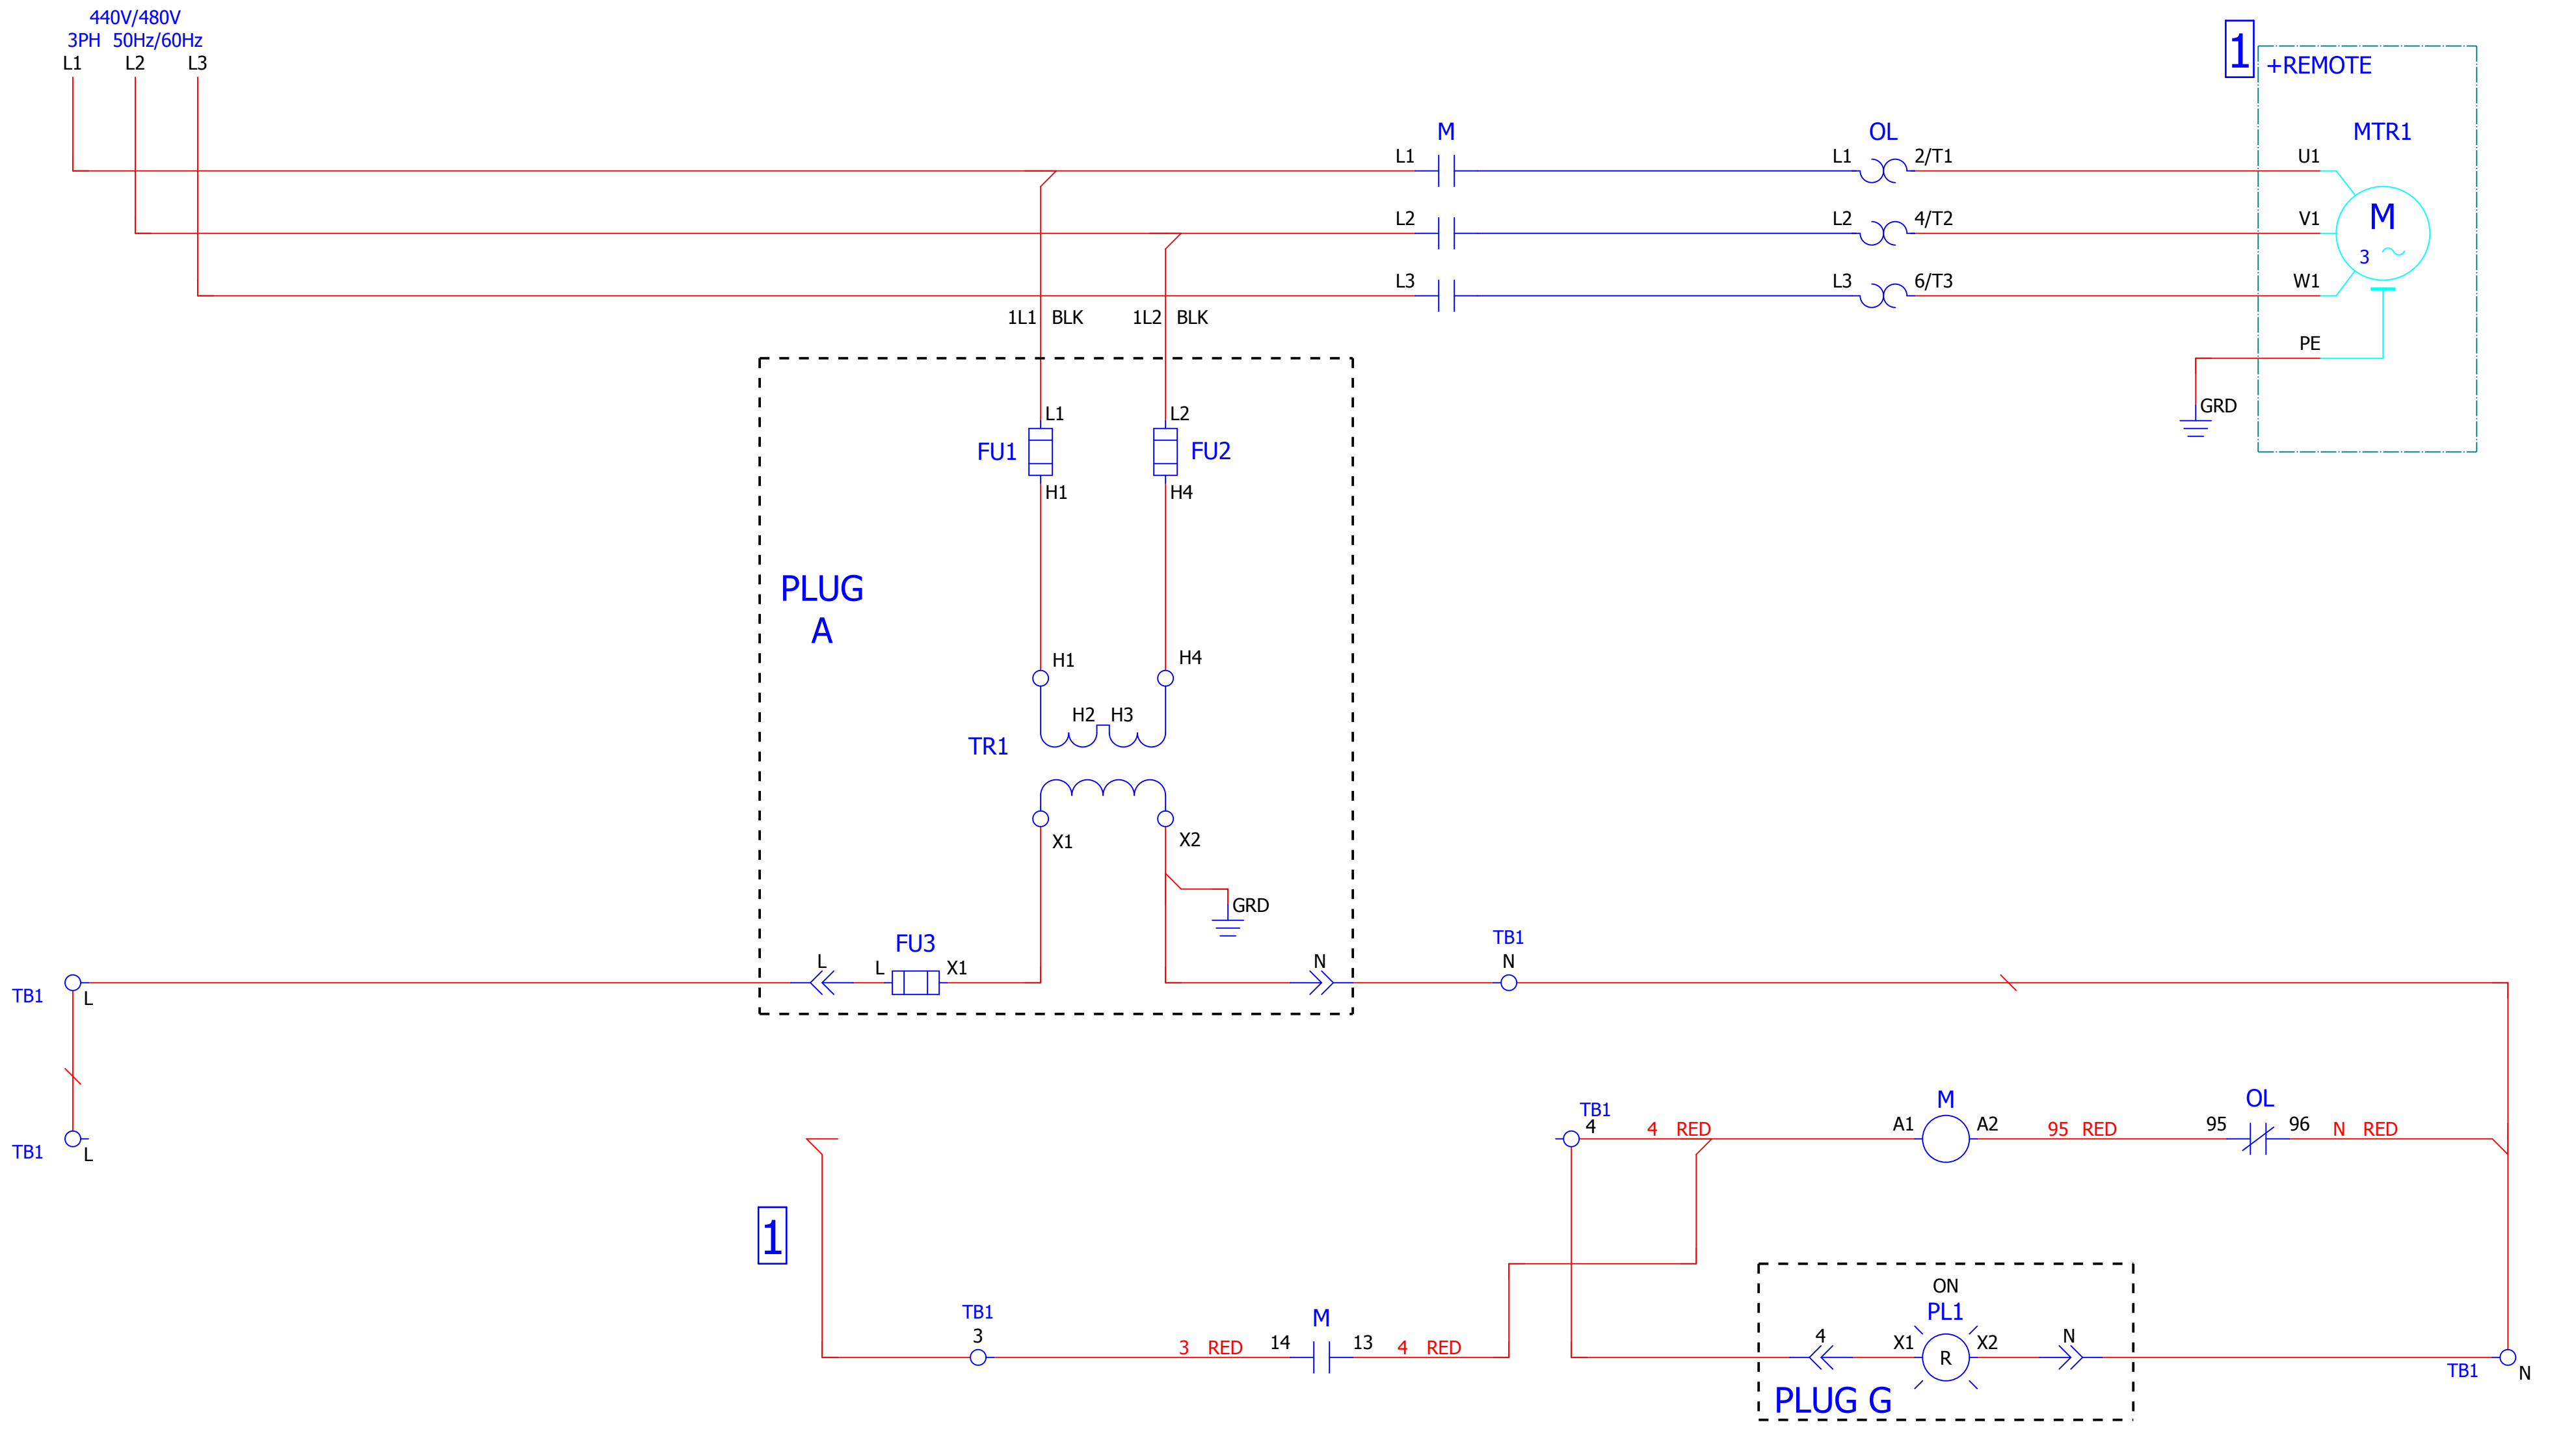 440V/480V
3PH 50Hz/60Hz
L1 L2 L3
1
+REMOTE
M OL MTR1
L1 L1 2/T1 U1
L2 L2 4/T2 V1
M
3
L3 L3 6/T3 W1
1L1 BLK 1L2 BLK
PE
GRD
L1 L2
FU1 FU2
H1 H4
PLUG
A
H1 H4
H2 H3
TR1
X1 X2
GRD
FU3
L L X1 N
TB1
N
TB1 L
TB1 L
TB1
4
4 RED
M
A1 A2
95 RED
OL
95 96
N RED
1
TB1
3
3 RED
M
14 13
4 RED
ON
PL1
4 X1 R X2 N
PLUG G
TB1 N